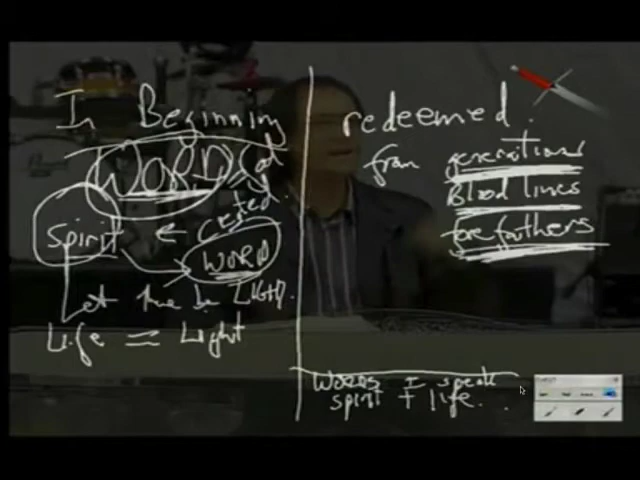 In Beginning
WORD God
created
Spirit
WORD
Let there be LIGHT.
Life = Light
redeemed.
from generations
Blood lines
forefathers
WORDS I speak
spirit + life.